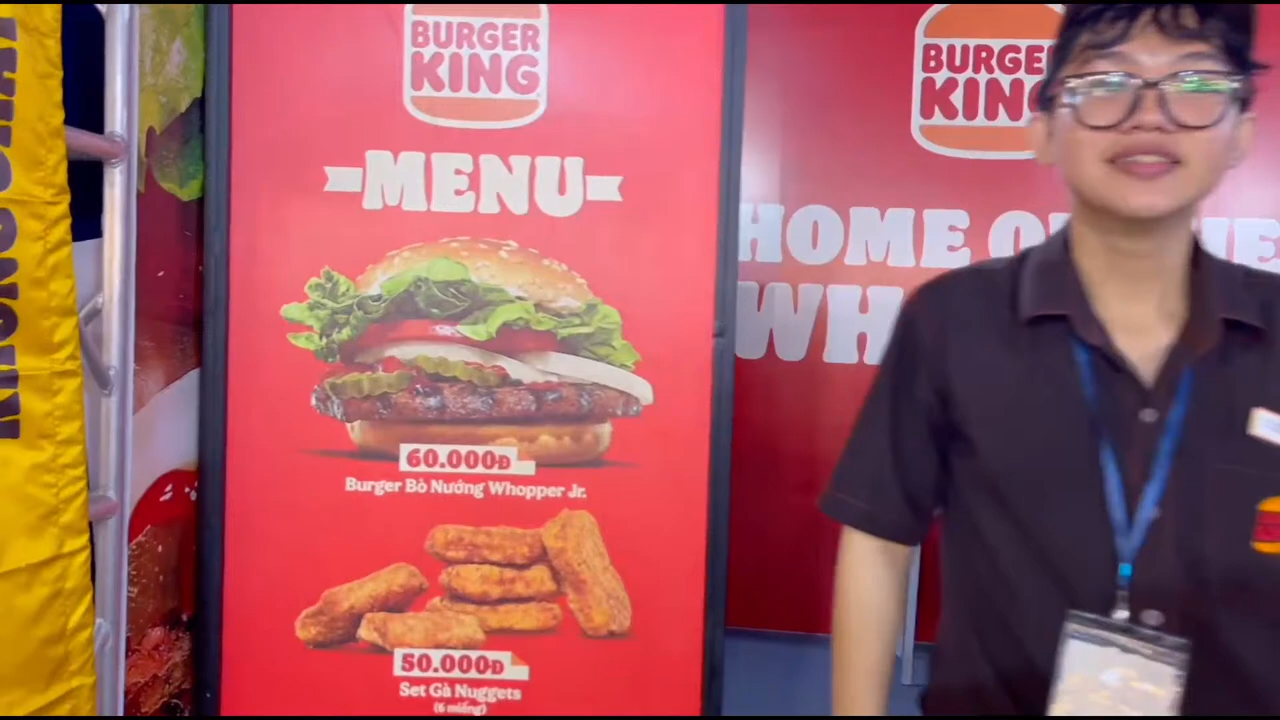 BURGER
KING
MENU
60.000Đ
Burger Bò Nướng Whopper Jr.
50.000Đ
Set Gà Nuggets
(6 miếng)
BURGER
KING
HOME